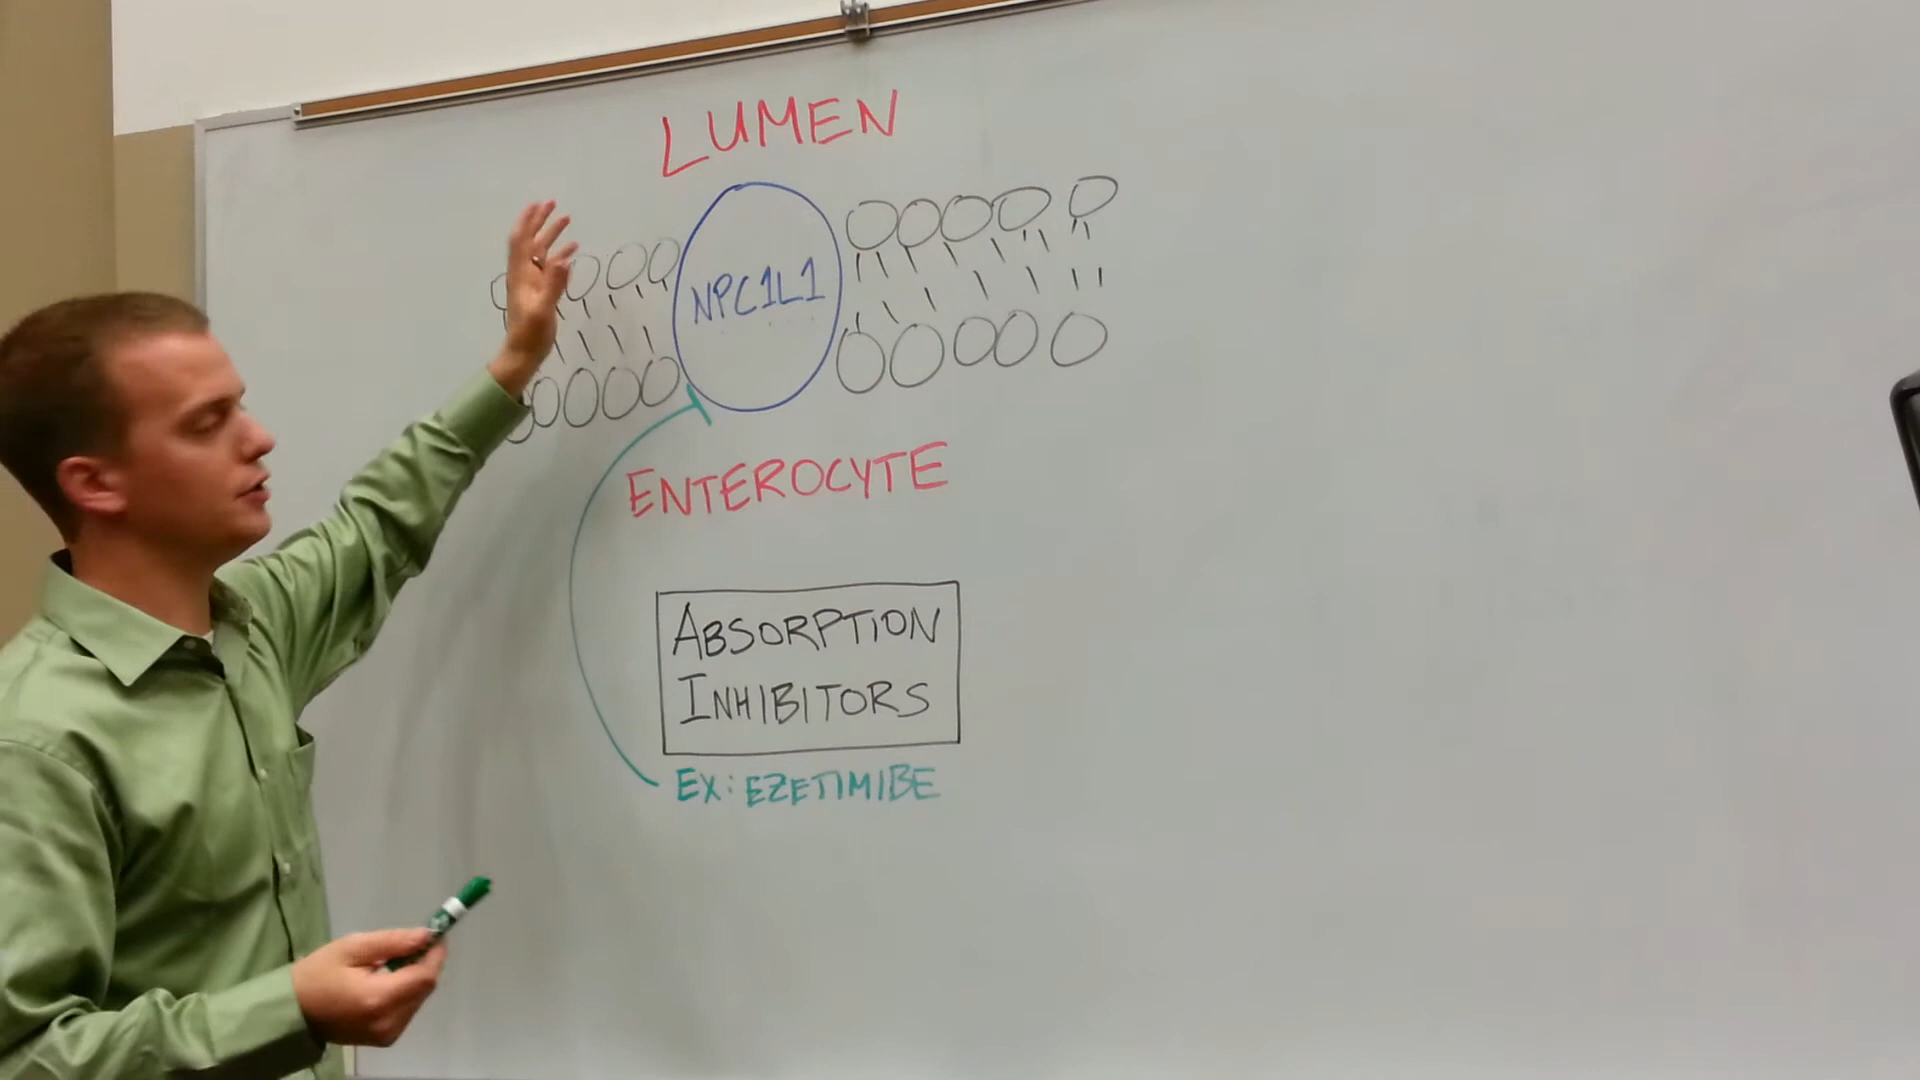 LUMEN
NPC1L1
ENTEROCYTE
ABSORPTION
INHIBITORS
EX: EZETIMIBE